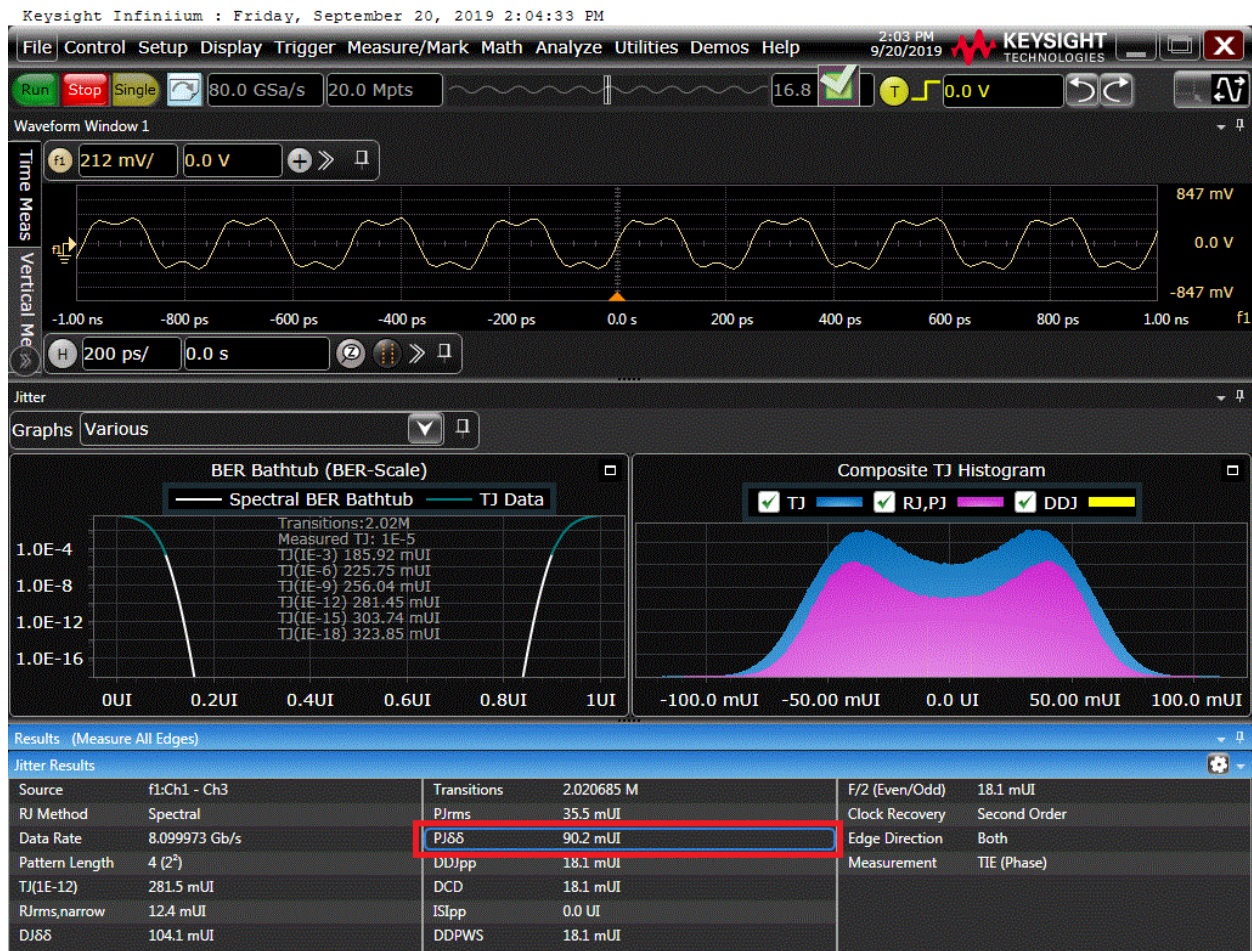 Keysight Infiniium : Friday, September 20, 2019 2:04:33 PM
File Control Setup Display Trigger Measure/Mark Math Analyze Utilities Demos Help
2:03 PM
9/20/2019
KEYSIGHT
TECHNOLOGIES
Run Stop Single 80.0 GSa/s 20.0 Mpts 16.8 T 0.0 V
Waveform Window 1
Time Meas
Vertical Me
f1 212 mV/ 0.0 V
847 mV
0.0 V
-847 mV
f1
-1.00 ns -800 ps -600 ps -400 ps -200 ps 0.0 s 200 ps 400 ps 600 ps 800 ps 1.00 ns f1
H 200 ps/ 0.0 s Z
Jitter
Graphs Various
BER Bathtub (BER-Scale)
Spectral BER Bathtub TJ Data
Transitions:2.02M
Measured TJ: 1E-5
TJ(IE-3) 185.92 mUI
TJ(IE-6) 225.75 mUI
TJ(IE-9) 256.04 mUI
TJ(IE-12) 281.45 mUI
TJ(IE-15) 303.74 mUI
TJ(IE-18) 323.85 mUI
1.0E-4
1.0E-8
1.0E-12
1.0E-16
0UI 0.2UI 0.4UI 0.6UI 0.8UI 1UI
Composite TJ Histogram
TJ RJ,PJ DDJ
-100.0 mUI -50.00 mUI 0.0 UI 50.00 mUI 100.0 mUI
Results (Measure All Edges)
Jitter Results
Source f1:Ch1 - Ch3 Transitions 2.020685 M F/2 (Even/Odd) 18.1 mUI
RJ Method Spectral PJrms 35.5 mUI Clock Recovery Second Order
Data Rate 8.099973 Gb/s PJδδ 90.2 mUI Edge Direction Both
Pattern Length 4 (2²) DDJpp 18.1 mUI Measurement TIE (Phase)
TJ(1E-12) 281.5 mUI DCD 18.1 mUI
RJrms,narrow 12.4 mUI ISIpp 0.0 UI
DJδδ 104.1 mUI DDPWS 18.1 mUI